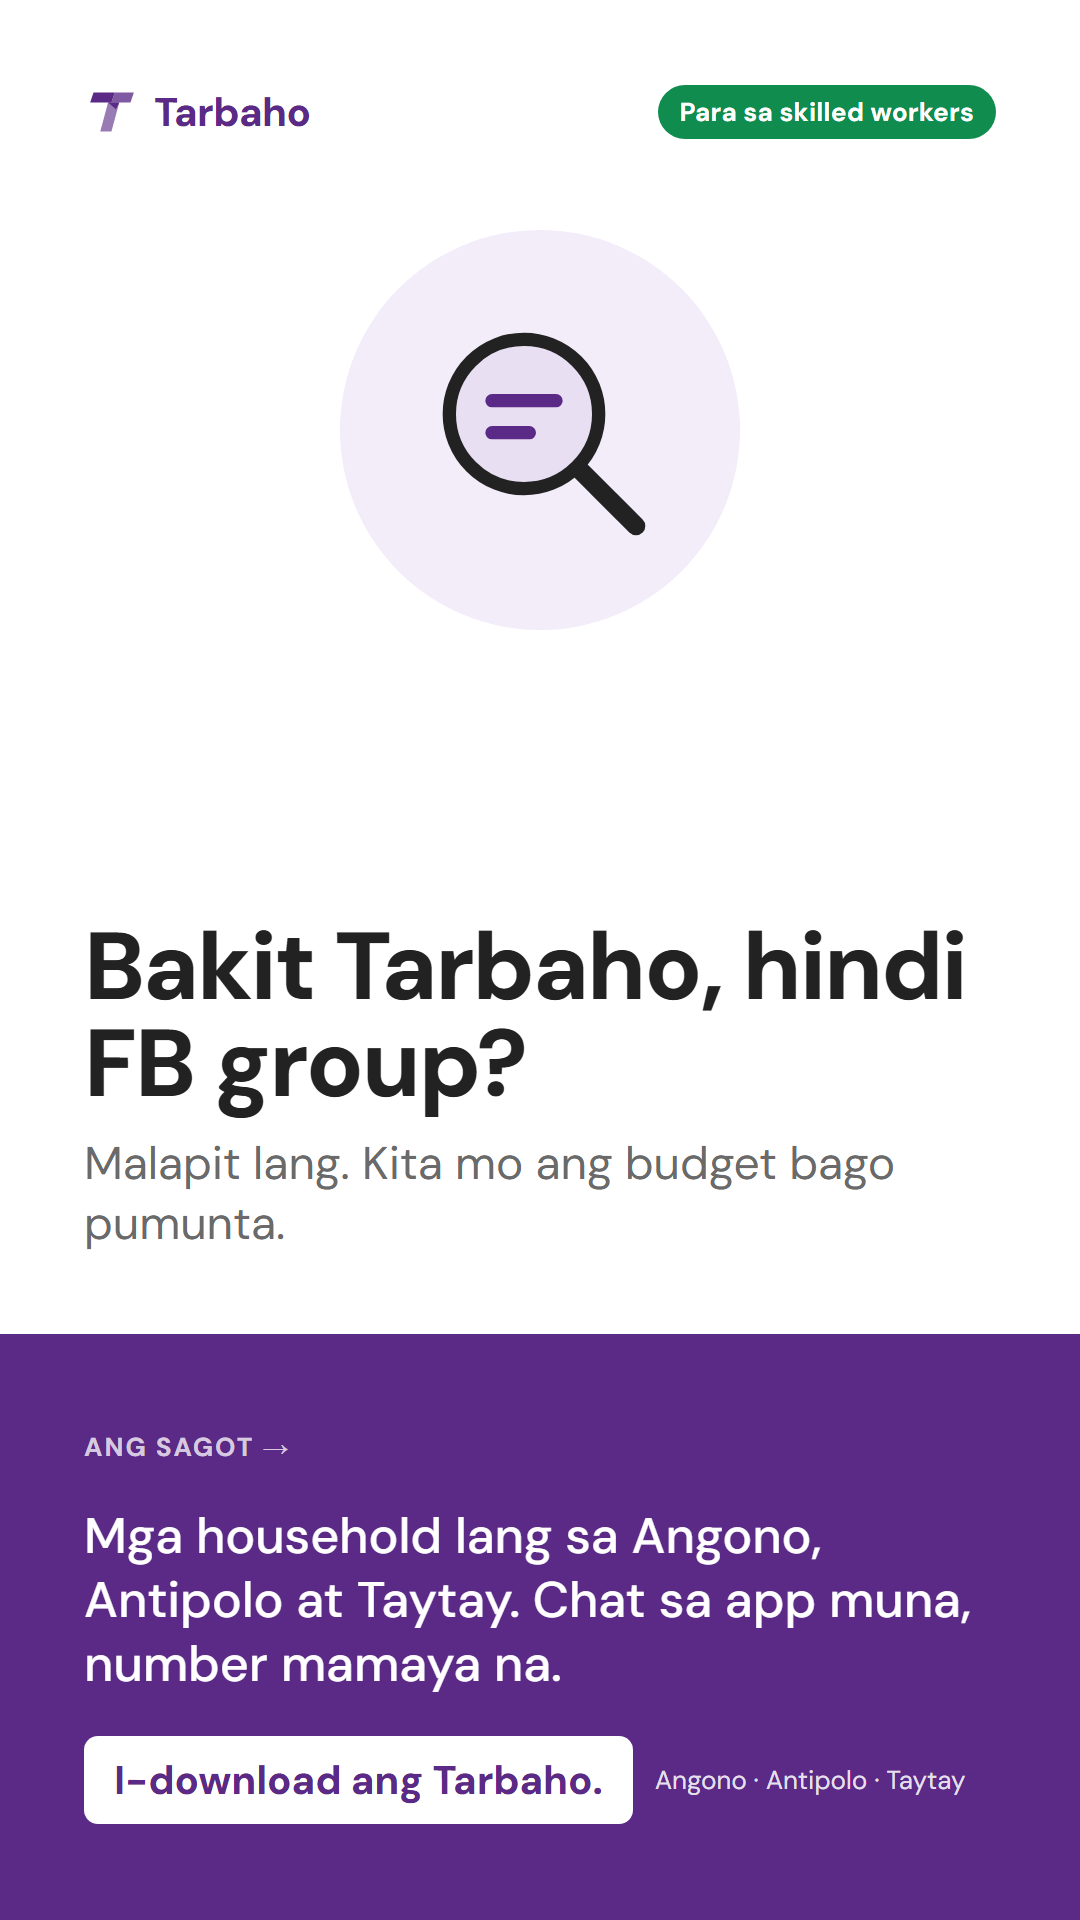 Tarbaho
Para sa skilled workers
Bakit Tarbaho, hindi
FB group?
Malapit lang. Kita mo ang budget bago
pumunta.
ANG SAGOT →
Mga household lang sa Angono,
Antipolo at Taytay. Chat sa app muna,
number mamaya na.
I-download ang Tarbaho.
Angono · Antipolo · Taytay